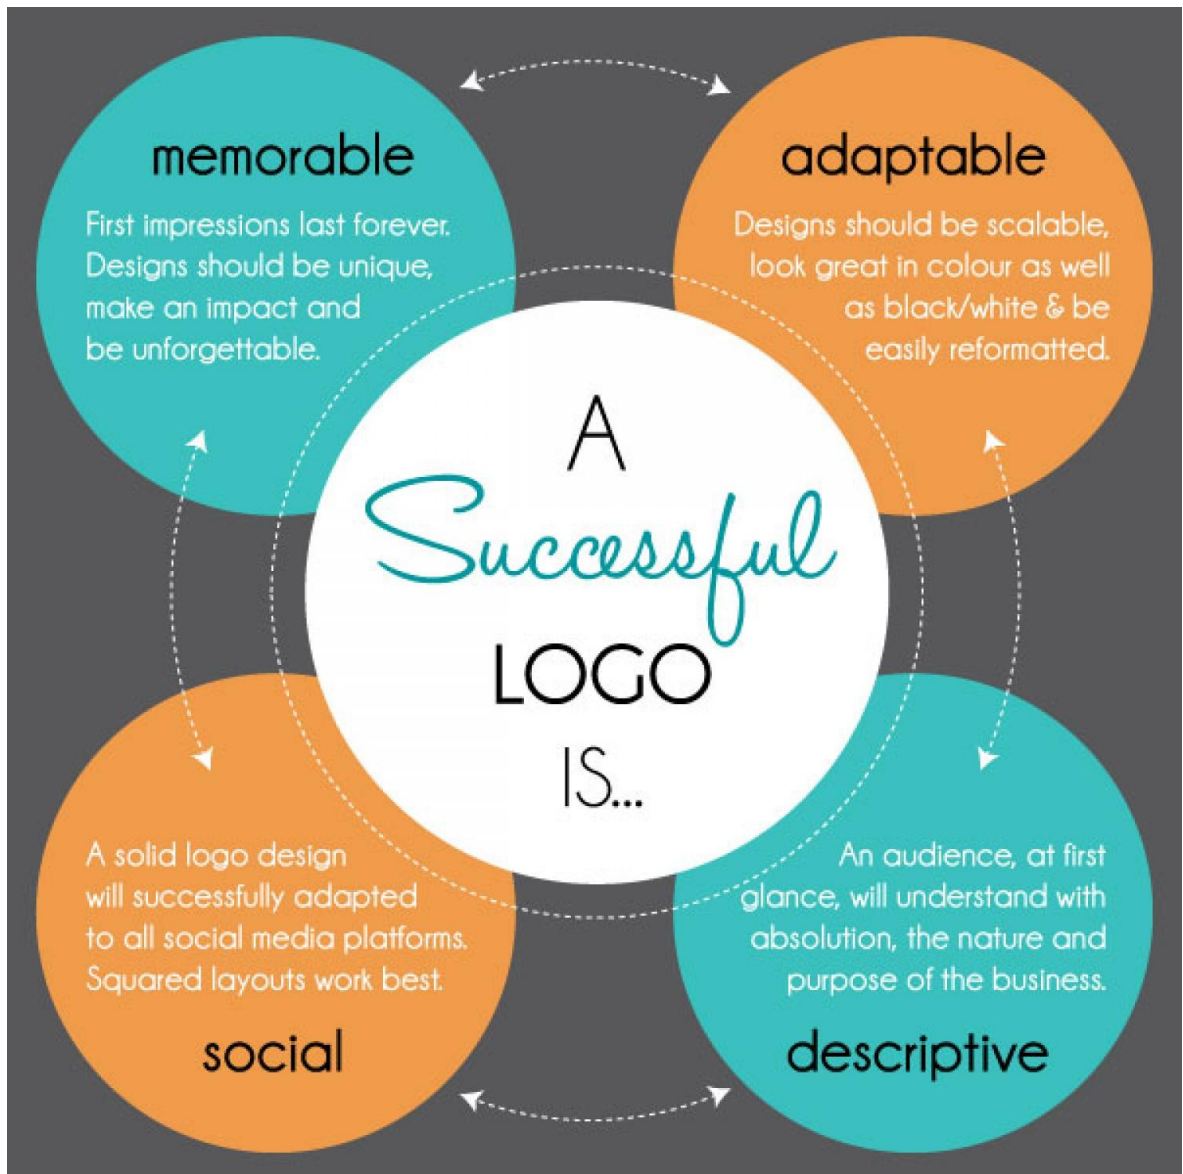 memorable
First impressions last forever.
Designs should be unique,
make an impact and
be unforgettable.
adaptable
Designs should be scalable,
look great in colour as well
as black/white & be
easily reformatted.
A
Successful
LOGO
IS...
A solid logo design
will successfully adapted
to all social media platforms.
Squared layouts work best.
social
An audience, at first
glance, will understand with
absolution, the nature and
purpose of the business.
descriptive